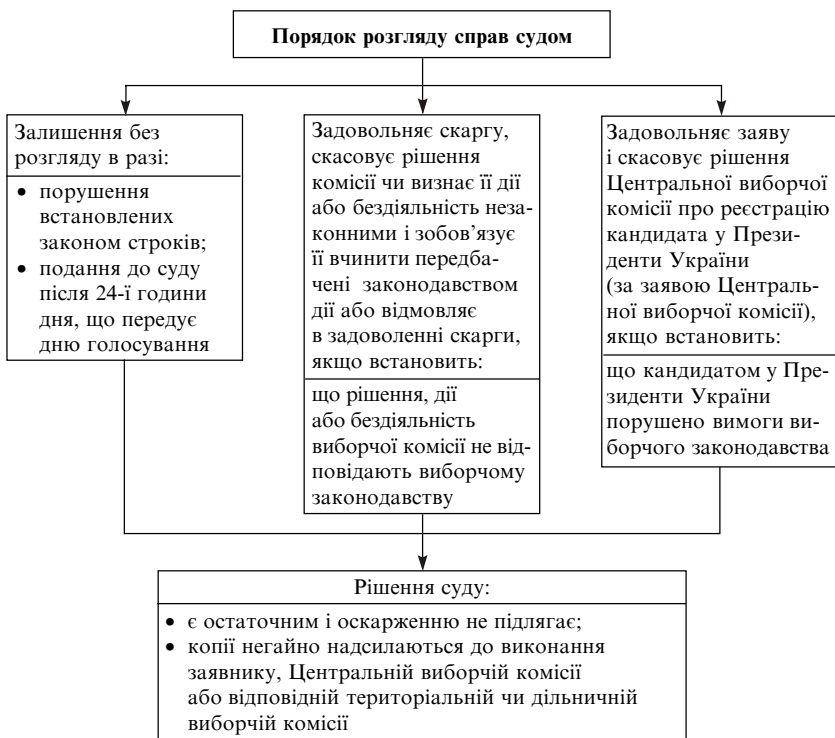 Порядок розгляду справ судом
Залишення без
розгляду в разі:
• порушення
встановлених
законом строків;
• подання до суду
після 24-ї години
дня, що передує
дню голосування
Задовольняє скаргу,
скасовує рішення
комісії чи визнає її дії
або бездіяльність неза-
конними і зобов’язує
її вчинити передба-
чені законодавством
дії або відмовляє
в задоволенні скарги,
якщо встановить:
що рішення, дії
або бездіяльність
виборчої комісії не від-
повідають виборчому
законодавству
Задовольняє заяву
і скасовує рішення
Центральної виборчої
комісії про реєстрацію
кандидата у Прези-
денти України
(за заявою Централь-
ної виборчої комісії),
якщо встановить:
що кандидатом у Пре-
зиденти України
порушено вимоги ви-
борчого законодавства
Рішення суду:
• є остаточним і оскарженню не підлягає;
• копії негайно надсилаються до виконання
заявнику, Центральній виборчій комісії
або відповідній територіальній чи дільничній
виборчій комісії